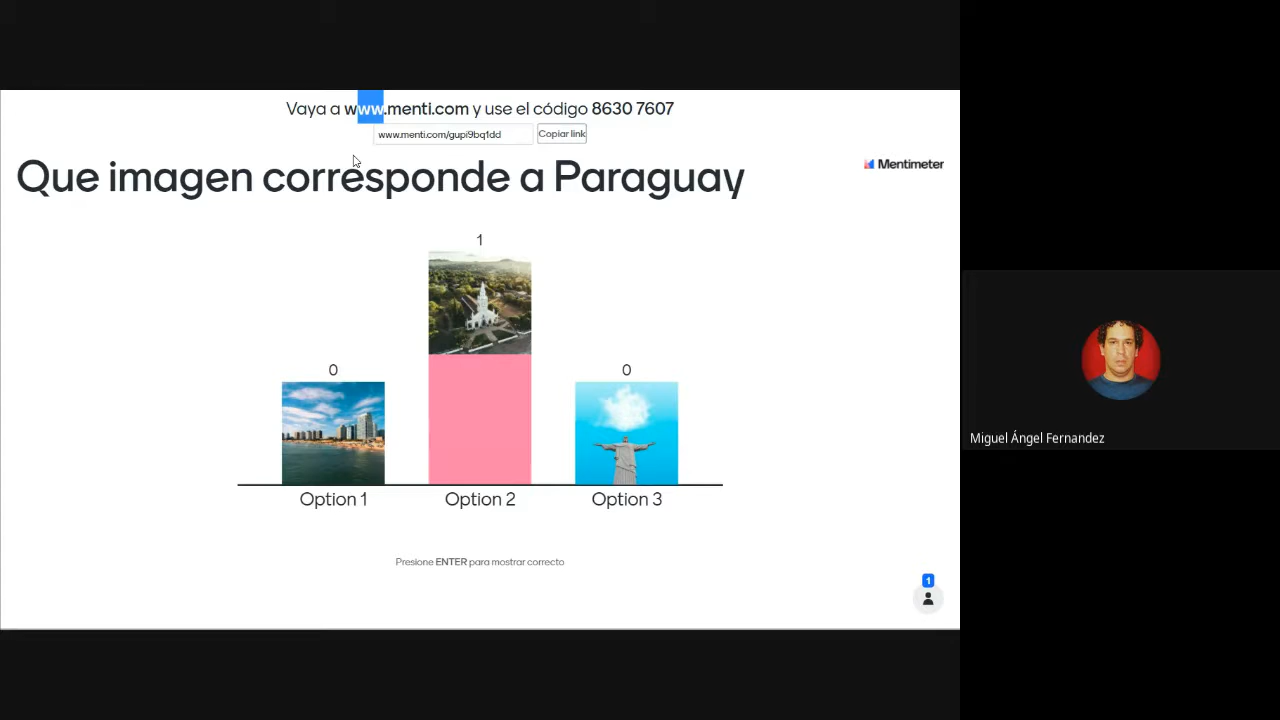 Vaya a www.menti.com y use el código 8630 7607
www.menti.com/gupi9bq1dd
Copiar link
Que imagen corresponde a Paraguay
Mentimeter
1
0
0
Option 1
Option 2
Option 3
Presione ENTER para mostrar correcto
1
Miguel Ángel Fernandez